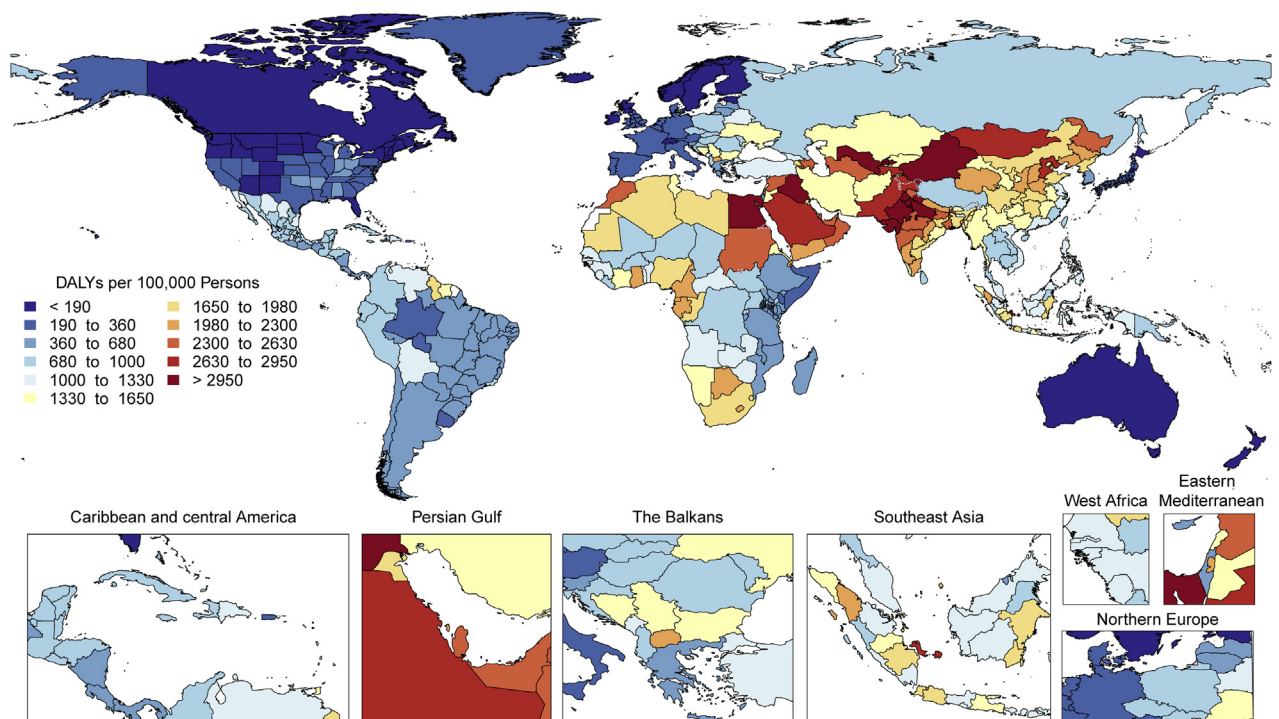 DALYs per 100,000 Persons
< 190
190 to 360
360 to 680
680 to 1000
1000 to 1330
1330 to 1650
1650 to 1980
1980 to 2300
2300 to 2630
2630 to 2950
> 2950
Caribbean and central America
Persian Gulf
The Balkans
Southeast Asia
West Africa
Eastern
Mediterranean
Northern Europe